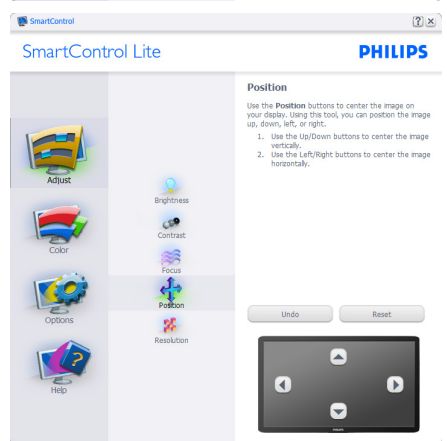 SmartControl
SmartControl Lite
PHILIPS
Adjust
Color
Options
Help
Brightness
Contrast
Focus
Position
Resolution
Position
Use the Position buttons to center the image on
your display. Using this tool, you can position the image
up, down, left, or right.
1. Use the Up/Down buttons to center the image
vertically.
2. Use the Left/Right buttons to center the image
horizontally.
Undo
Reset
PHILIPS